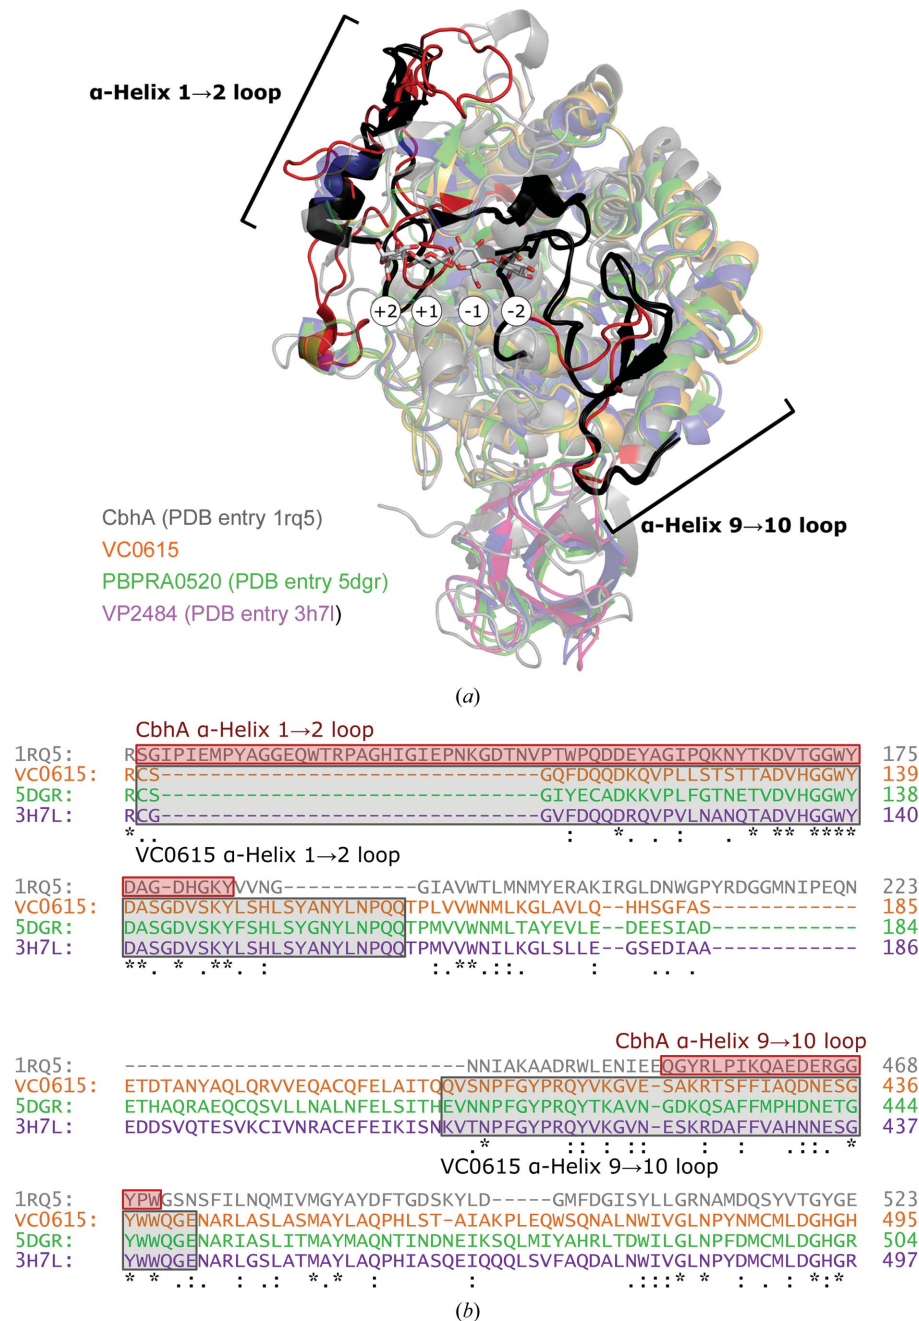 α-Helix 1→2 loop
+2 +1 -1 -2
α-Helix 9→10 loop
CbhA (PDB entry 1rq5)
VC0615
PBPRA0520 (PDB entry 5dgr)
VP2484 (PDB entry 3h7l)
(a)
CbhA α-Helix 1→2 loop
1RQ5: RSGIPIEMPYAGGEQWTRPAGHIGIEPNKGDTNVPTWPQDDEYAGIPQKNYTKDVTGGWY 175
VC0615: RCS-------------------------------GQFDQQDKQVPLLSTSTTADVHGGWY 139
5DGR: RCS-------------------------------GIYECADKKVPLFGTNETVDVHGGWY 138
3H7L: RCG-------------------------------GVFDQQDRQVPVLNANQTADVHGGWY 140
*.. : * . : * ** ****
VC0615 α-Helix 1→2 loop
1RQ5: DAG-DHGKYVVNG-----------GIAVWTLMNMYERAKIRGLDNWGPYRDGGMNIPEQN 223
VC0615: DASGDVSKYLSHLSYANYLNPQQTPLVVWNMLKGLAVLQ--HHSGFAS------------ 185
5DGR: DASGDVSKYFSHLSYGNYLNPQQTPMVVWNMLTAYEVLE--DEESIAD------------ 184
3H7L: DASGDVSKYLSHLSYANYLNPQQTPMVVWNILKGLSLLE--GSEDIAA------------ 186
**. * .**. : :.**.::. : . .
CbhA α-Helix 9→10 loop
1RQ5: ----------------------------NNIAKAADRWLENIEEQGYRLPIKQAEDERGG 468
VC0615: ETDTANYAQLQRVVEQACQFELAITQQVSNPFGYPRQYVKGVE-SAKRTSFFIAQDNESG 436
5DGR: ETHAQRAEQCQSVLLNALNFELSITHEVNNPFGYPRQYTKAVN-GDKQSAFFMPHDNETG 444
3H7L: EDDSVQTESVKCIVNRACEFEIKISNKVTNPFGYPRQYVKGVN-ESKRDAFFVAHNNESG 437
.* :: :: : : .::. *
VC0615 α-Helix 9→10 loop
1RQ5: YPWGSNSFILNQMIVMGYAYDFTGDSKYLD-----GMFDGISYLLGRNAMDQSYVTGYGE 523
VC0615: YWWQGENARLASLASMAYLAQPHLST-AIAKPLEQWSQNALNWIVGLNPYNMCMLDGHGH 495
5DGR: YWWQGENARIASLITMAYMAQNTINDNEIKSQLMIYAHRLTDWILGLNPFDMCMLDGHGR 504
3H7L: YWWQGENARLGSLATMAYLAQPHIASQEIQQQLSVFAQDALNWIVGLNPYDMCMLDGHGR 497
* * .: : : *.* : : .:::* * : . : *:*.
(b)